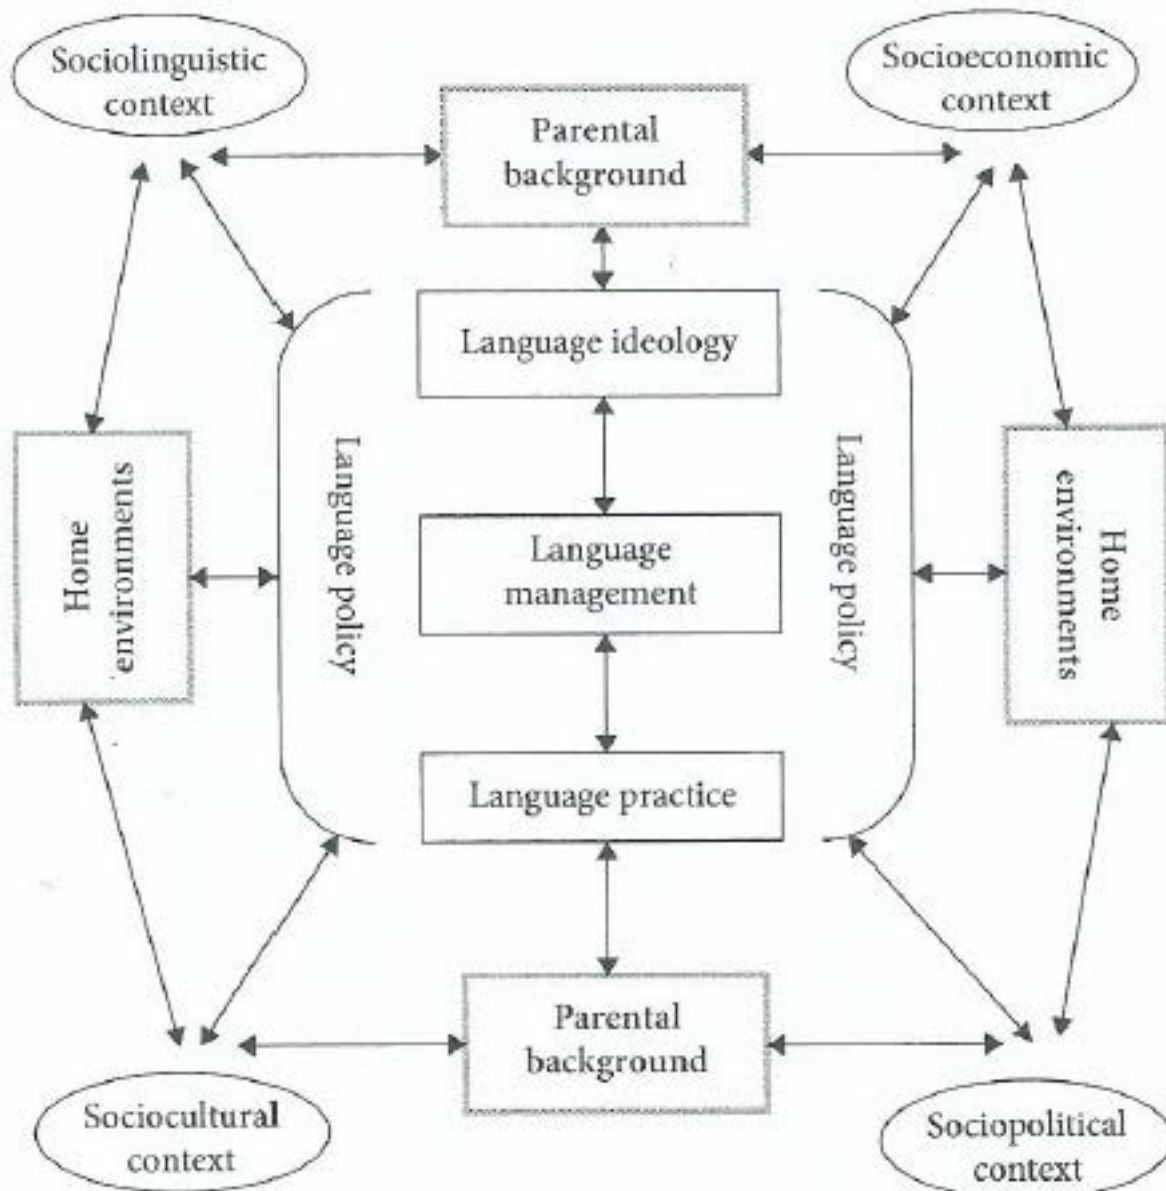 Sociolinguistic
context
Socioeconomic
context
Parental
background
Language ideology
Language policy
Language policy
Home
environments
Language
management
Home
environments
Language practice
Parental
background
Sociocultural
context
Sociopolitical
context